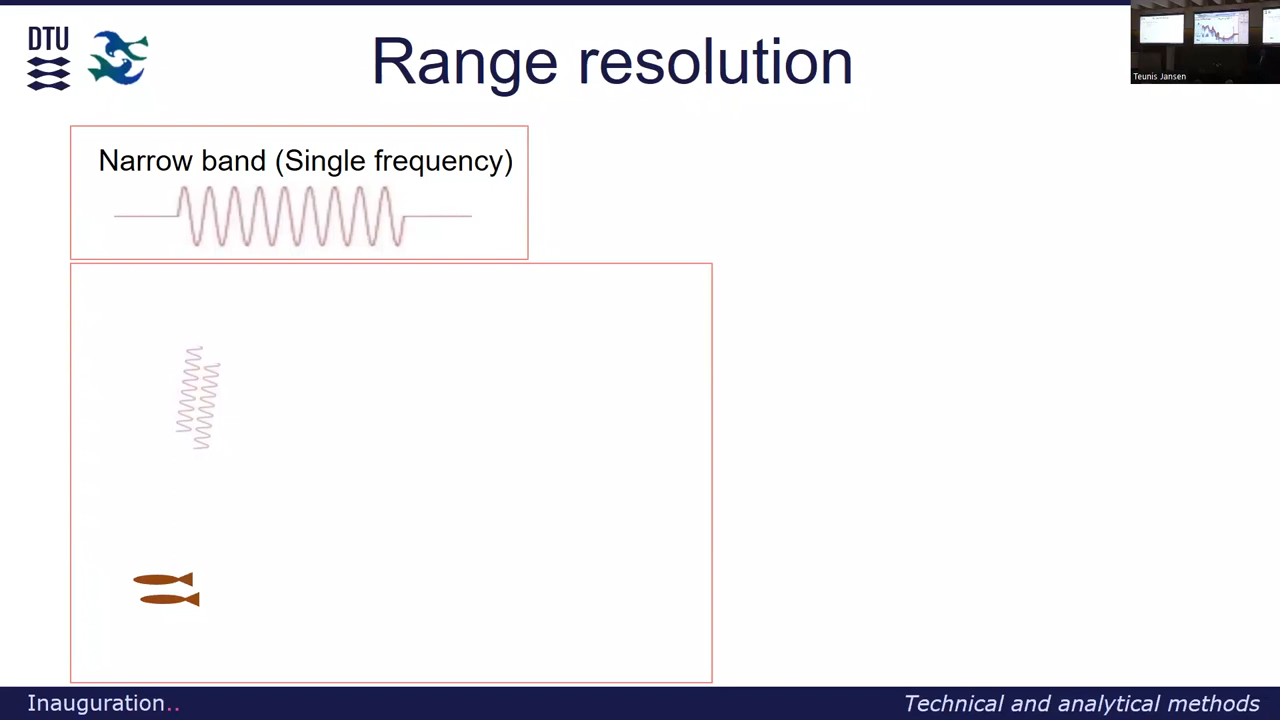 DTU
Range resolution
Teunis Jansen
Narrow band (Single frequency)
Inauguration..
Technical and analytical methods